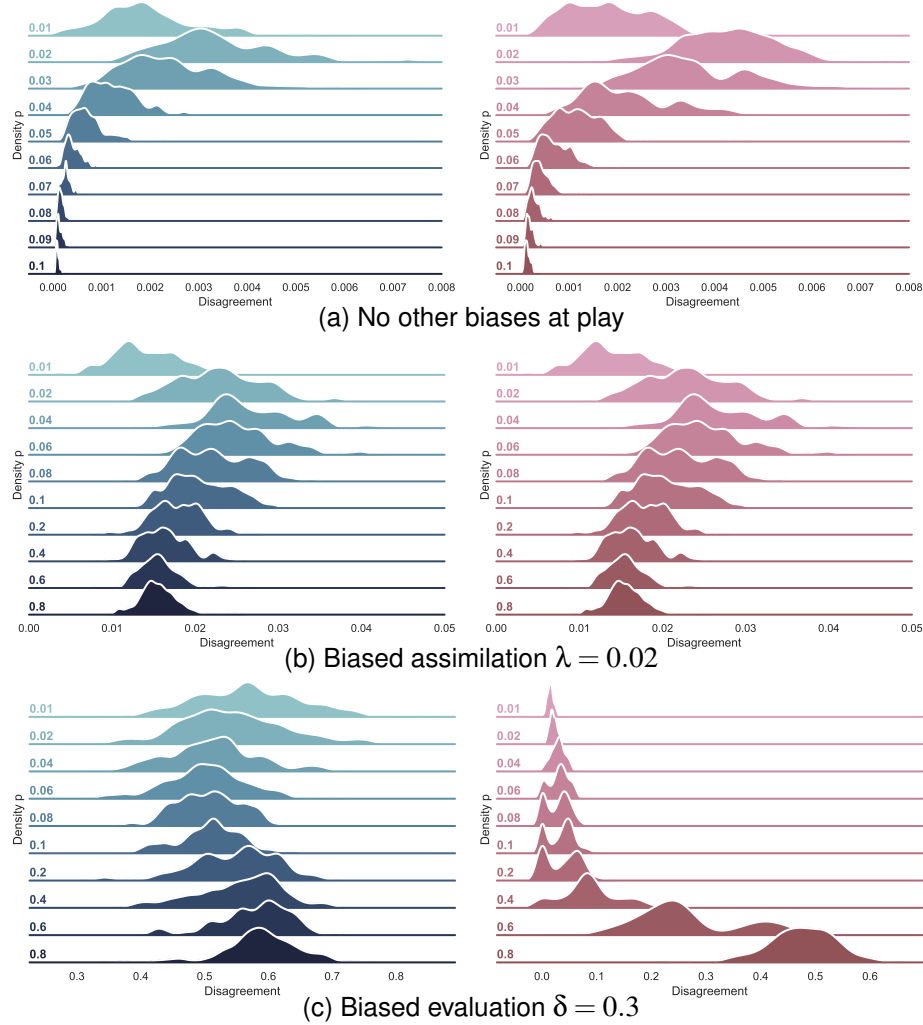 0.01
0.02
0.03
0.04
0.05
0.06
0.07
0.08
0.09
0.1
Density p
0.000 0.001 0.002 0.003 0.004 0.005 0.006 0.007 0.008
Disagreement
0.01
0.02
0.03
0.04
0.05
0.06
0.07
0.08
0.09
0.1
Density p
0.000 0.001 0.002 0.003 0.004 0.005 0.006 0.007 0.008
Disagreement
(a) No other biases at play
0.01
0.02
0.04
0.06
0.08
0.1
0.2
0.4
0.6
0.8
Density p
0.00 0.01 0.02 0.03 0.04 0.05
Disagreement
0.01
0.02
0.04
0.06
0.08
0.1
0.2
0.4
0.6
0.8
Density p
0.00 0.01 0.02 0.03 0.04 0.05
Disagreement
(b) Biased assimilation λ = 0.02
0.01
0.02
0.04
0.06
0.08
0.1
0.2
0.4
0.6
0.8
Density p
0.3 0.4 0.5 0.6 0.7 0.8
Disagreement
0.01
0.02
0.04
0.06
0.08
0.1
0.2
0.4
0.6
0.8
Density p
0.0 0.1 0.2 0.3 0.4 0.5 0.6
Disagreement
(c) Biased evaluation δ = 0.3